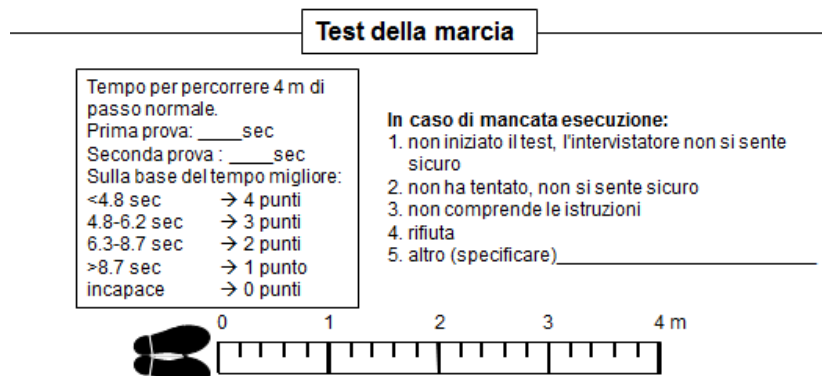 Test della marcia
Tempo per percorrere 4 m di
passo normale.
Prima prova: ____sec
Seconda prova : ____sec
Sulla base del tempo migliore:
<4.8 sec → 4 punti
4.8-6.2 sec → 3 punti
6.3-8.7 sec → 2 punti
>8.7 sec → 1 punto
incapace → 0 punti
In caso di mancata esecuzione:
1. non iniziato il test, l'intervistatore non si sente
sicuro
2. non ha tentato, non si sente sicuro
3. non comprende le istruzioni
4. rifiuta
5. altro (specificare)__________________________
0 1 2 3 4 m